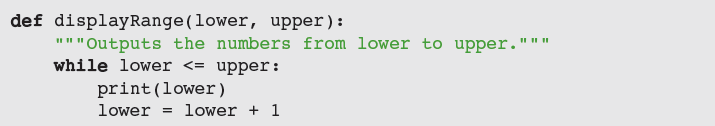 def displayRange(lower, upper):
    """Outputs the numbers from lower to upper."""
    while lower <= upper:
        print(lower)
        lower = lower + 1